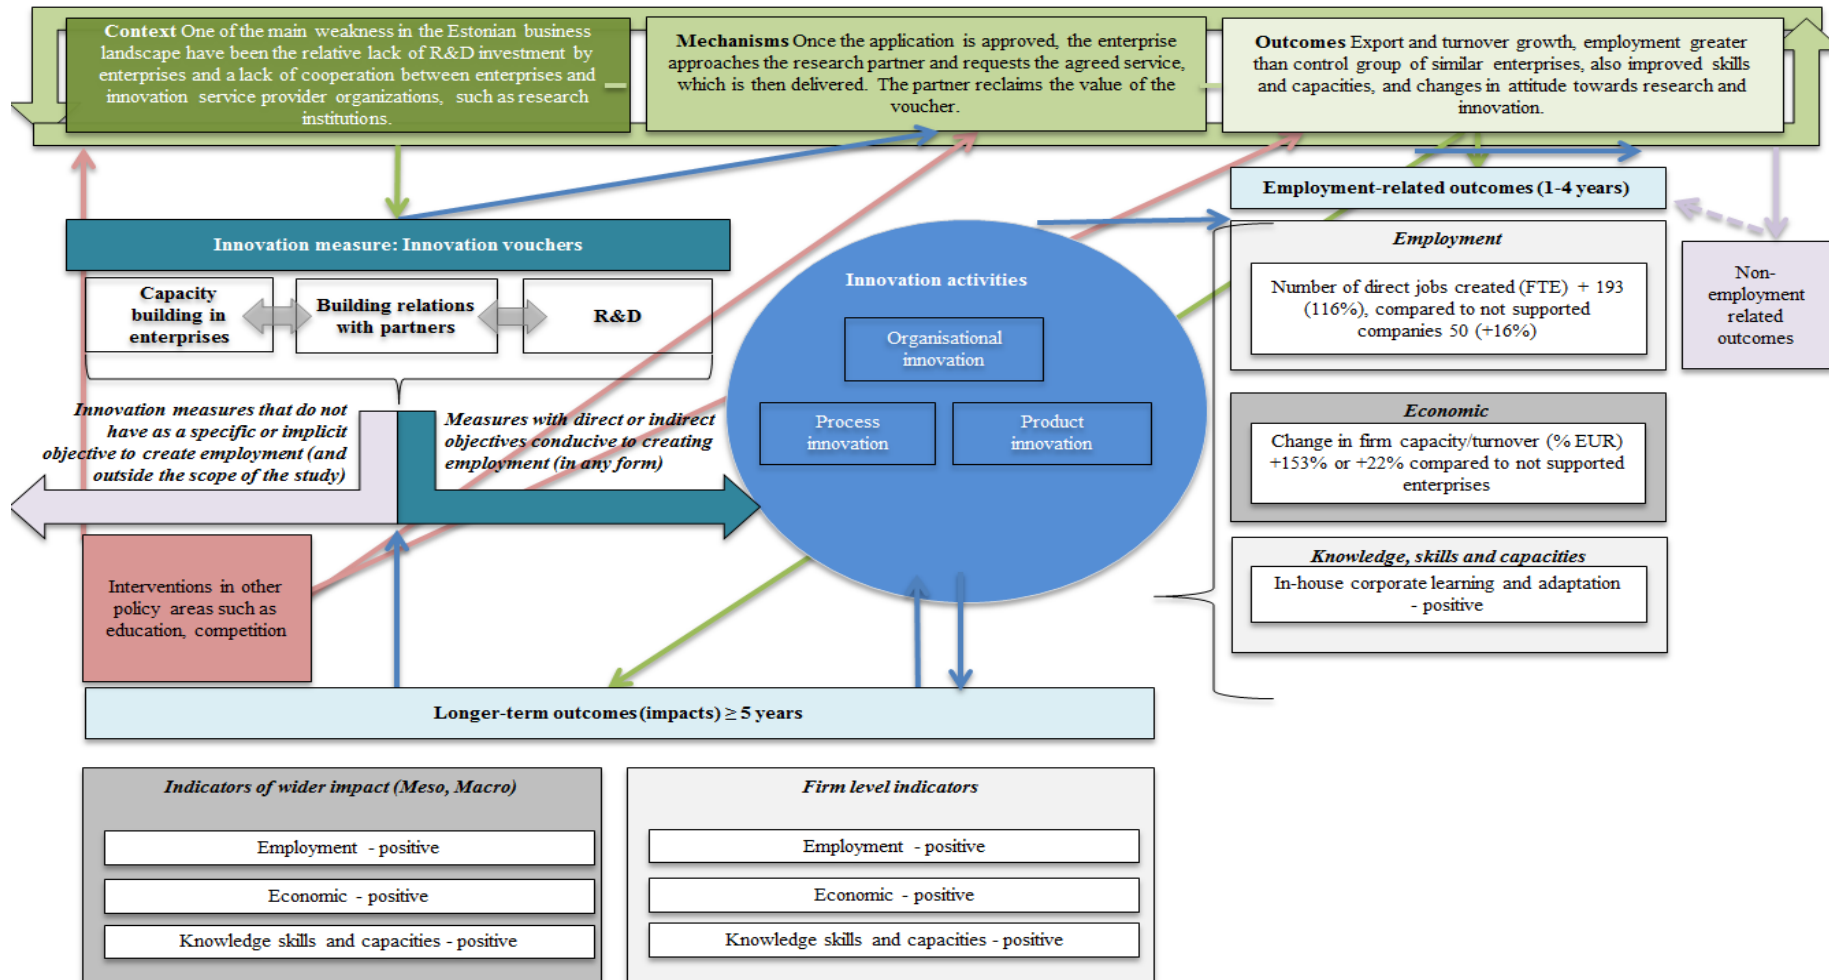 Context One of the main weakness in the Estonian business
landscape have been the relative lack of R&D investment by
enterprises and a lack of cooperation between enterprises and
innovation service provider organizations, such as research
institutions.
Mechanisms Once the application is approved, the enterprise
approaches the research partner and requests the agreed service,
which is then delivered. The partner reclaims the value of the
voucher.
Outcomes Export and turnover growth, employment greater
than control group of similar enterprises, also improved skills
and capacities, and changes in attitude towards research and
innovation.
Employment-related outcomes (1-4 years)
Innovation measure: Innovation vouchers
Capacity
building in
enterprises
Building relations
with partners
R&D
Innovation measures that do not
have as a specific or implicit
objective to create employment (and
outside the scope of the study)
Measures with direct or indirect
objectives conducive to creating
employment (in any form)
Innovation activities
Organisational
innovation
Process
innovation
Product
innovation
Employment
Number of direct jobs created (FTE) + 193
(116%), compared to not supported
companies 50 (+16%)
Non-
employment
related
outcomes
Economic
Change in firm capacity/turnover (% EUR)
+153% or +22% compared to not supported
enterprises
Knowledge, skills and capacities
In-house corporate learning and adaptation
- positive
Interventions in other
policy areas such as
education, competition
Longer-term outcomes (impacts) ≥ 5 years
Indicators of wider impact (Meso, Macro)
Employment - positive
Economic - positive
Knowledge skills and capacities - positive
Firm level indicators
Employment - positive
Economic - positive
Knowledge skills and capacities - positive